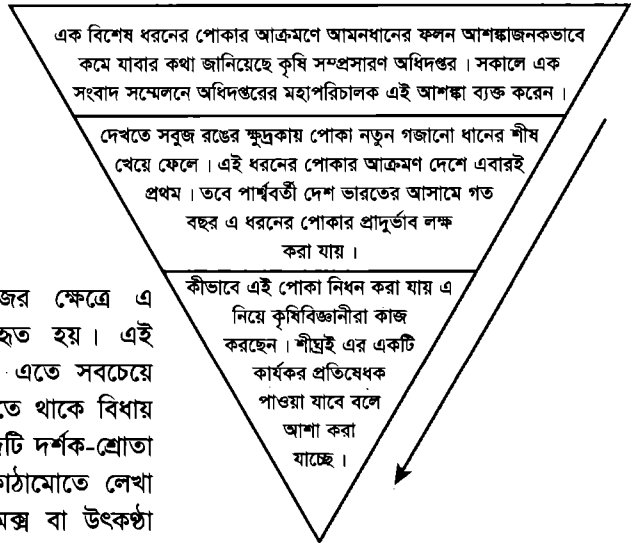 এক বিশেষ ধরনের পোকার আক্রমণে আমনধানের ফলন আশঙ্কাজনকভাবে
কমে যাবার কথা জানিয়েছে কৃষি সম্প্রসারণ অধিদপ্তর । সকালে এক
সংবাদ সম্মেলনে অধিদপ্তরের মহাপরিচালক এই আশঙ্কা ব্যক্ত করেন ।
দেখতে সবুজ রঙের ক্ষুদ্রকায় পোকা নতুন গজানো ধানের শীষ
খেয়ে ফেলে । এই ধরনের পোকার আক্রমণ দেশে এবারই
প্রথম । তবে পার্শ্ববর্তী দেশ ভারতের আসামে গত
বছর এ ধরনের পোকার প্রাদুর্ভাব লক্ষ
করা যায় ।
কীভাবে এই পোকা নিধন করা যায় এ
নিয়ে কৃষিবিজ্ঞানীরা কাজ
করছেন । শীঘ্রই এর একটি
কার্যকর প্রতিষেধক
পাওয়া যাবে বলে
আশা করা
যাচ্ছে ।
ক্ষেত্রে এ
হয় । এই
এতে সবচেয়ে
থাকে বিধায়
দর্শক-শ্রোতা
লেখা
বা উৎকণ্ঠা